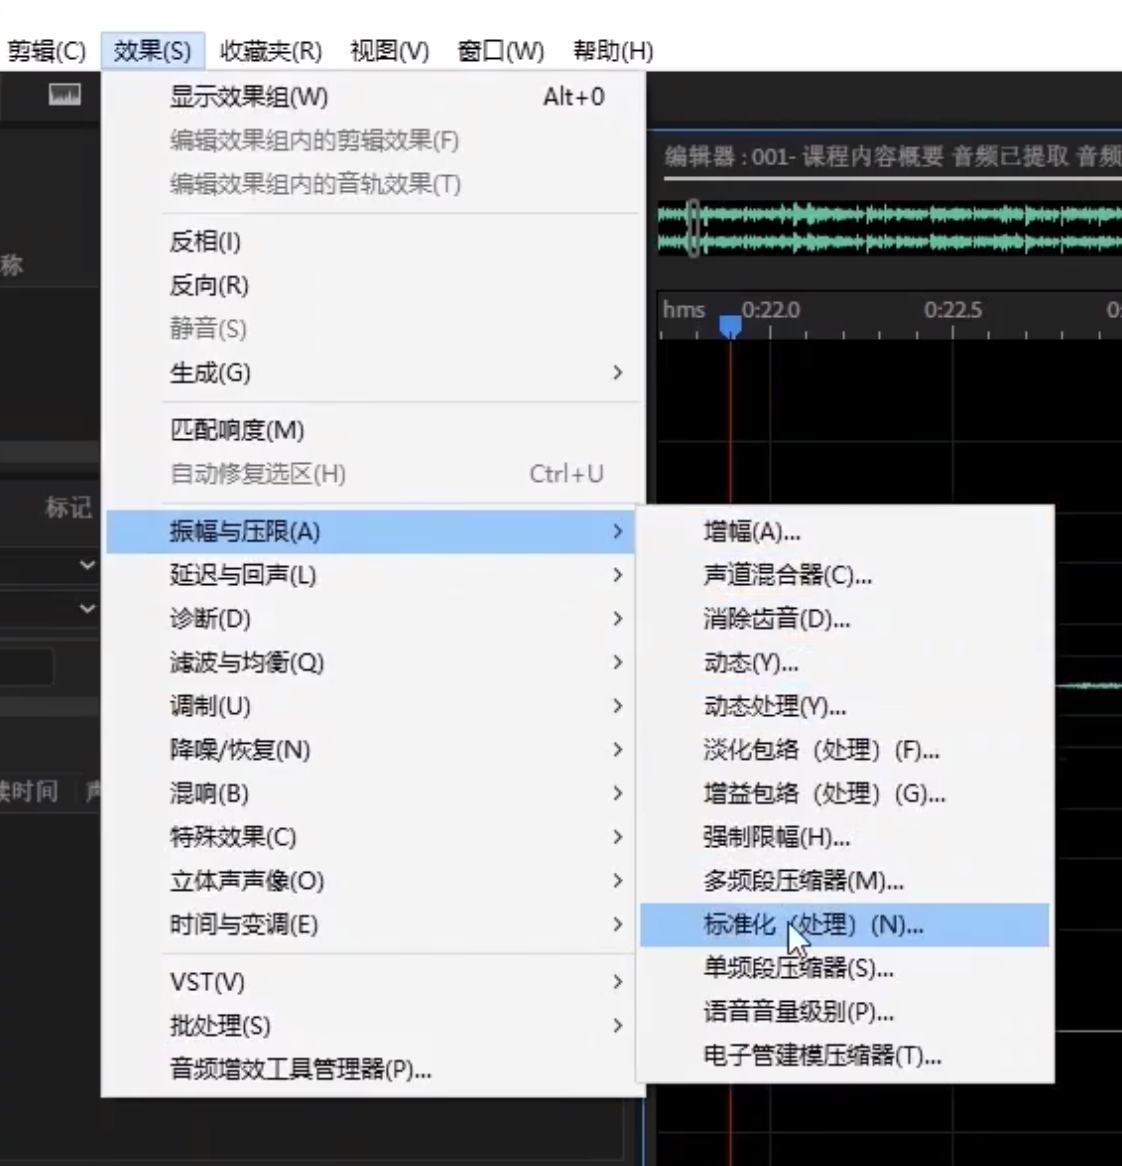 剪辑(C) 效果(S) 收藏夹(R) 视图(V) 窗口(W) 帮助(H)
显示效果组(W) Alt+0
编辑效果组内的剪辑效果(F)
编辑效果组内的音轨效果(T)
反相(I)
反向(R)
静音(S)
生成(G)
匹配响度(M)
自动修复选区(H) Ctrl+U
振幅与压限(A)
延迟与回声(L)
诊断(D)
滤波与均衡(Q)
调制(U)
降噪/恢复(N)
混响(B)
特殊效果(C)
立体声声像(O)
时间与变调(E)
VST(V)
批处理(S)
音频增效工具管理器(P)...
增幅(A)...
声道混合器(C)...
消除齿音(D)...
动态(Y)...
动态处理(Y)...
淡化包络（处理）(F)...
增益包络（处理）(G)...
强制限幅(H)...
多频段压缩器(M)...
标准化（处理）(N)...
单频段压缩器(S)...
语音音量级别(P)...
电子管建模压缩器(T)...
编辑器 : 001- 课程内容概要 音频已提取 音频
hms 0:22.0 0:22.5
称
标记
时间